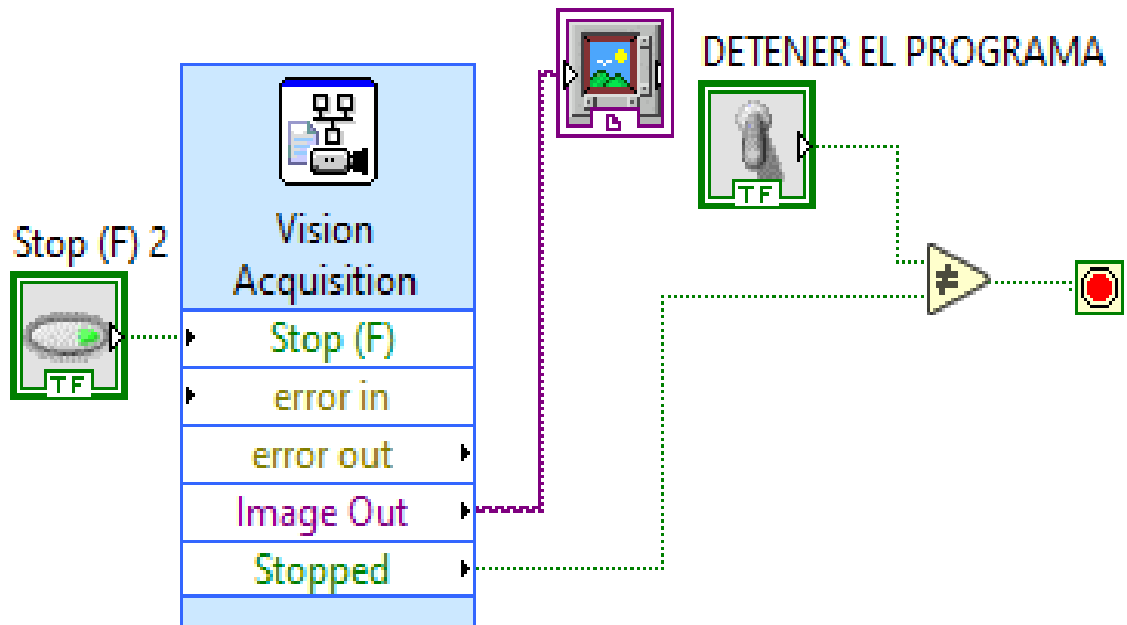 DETENER EL PROGRAMA
TF
Stop (F) 2
TF
Vision
Acquisition
Stop (F)
error in
error out
Image Out
Stopped
≠